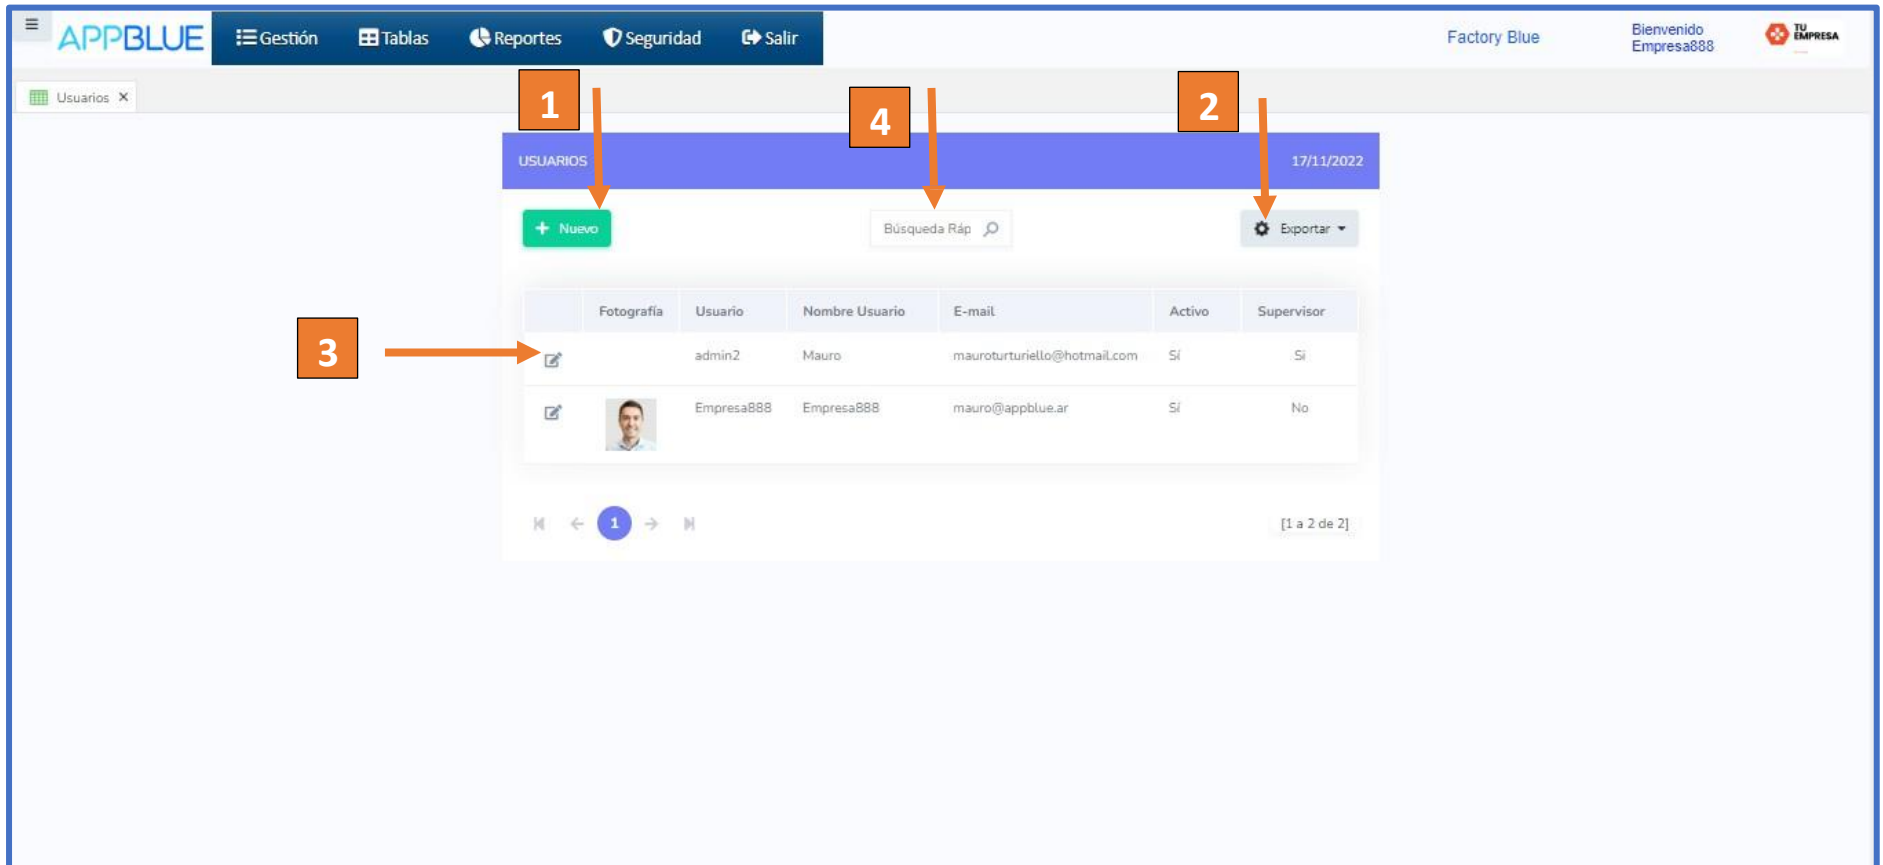 APPBLUE Gestión Tablas Reportes Seguridad Salir Factory Blue Bienvenido TU
Empresa888 EMPRESA
Usuarios ×
1 4 2
USUARIOS 17/11/2022
+ Nuevo Búsqueda Ráp Exportar
Fotografía Usuario Nombre Usuario E-mail Activo Supervisor
3
admin2 Mauro mauroturturiello@hotmail.com Sí Si
Empresa888 Empresa888 mauro@appblue.ar Sí No
1 [1 a 2 de 2]